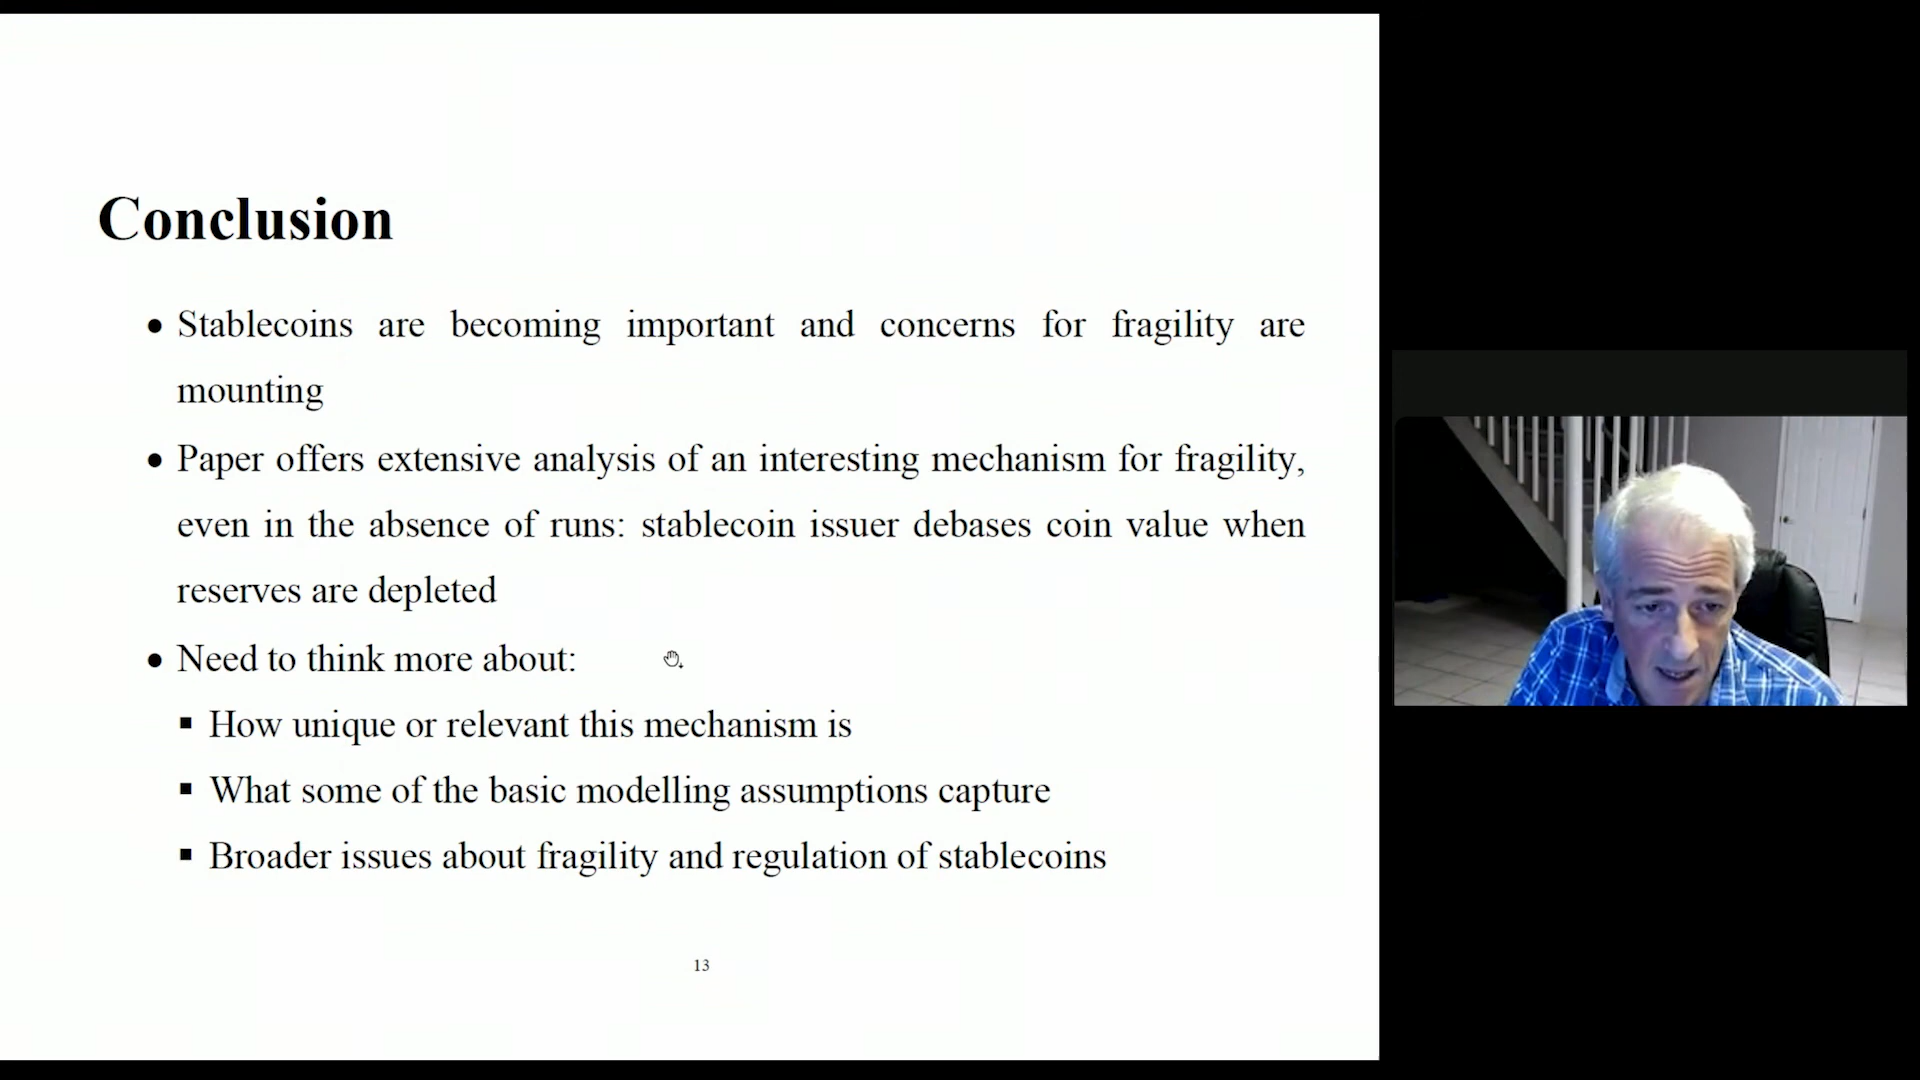 Conclusion
• Stablecoins are becoming important and concerns for fragility are
mounting
• Paper offers extensive analysis of an interesting mechanism for fragility,
even in the absence of runs: stablecoin issuer debases coin value when
reserves are depleted
• Need to think more about:
▪ How unique or relevant this mechanism is
▪ What some of the basic modelling assumptions capture
▪ Broader issues about fragility and regulation of stablecoins
13